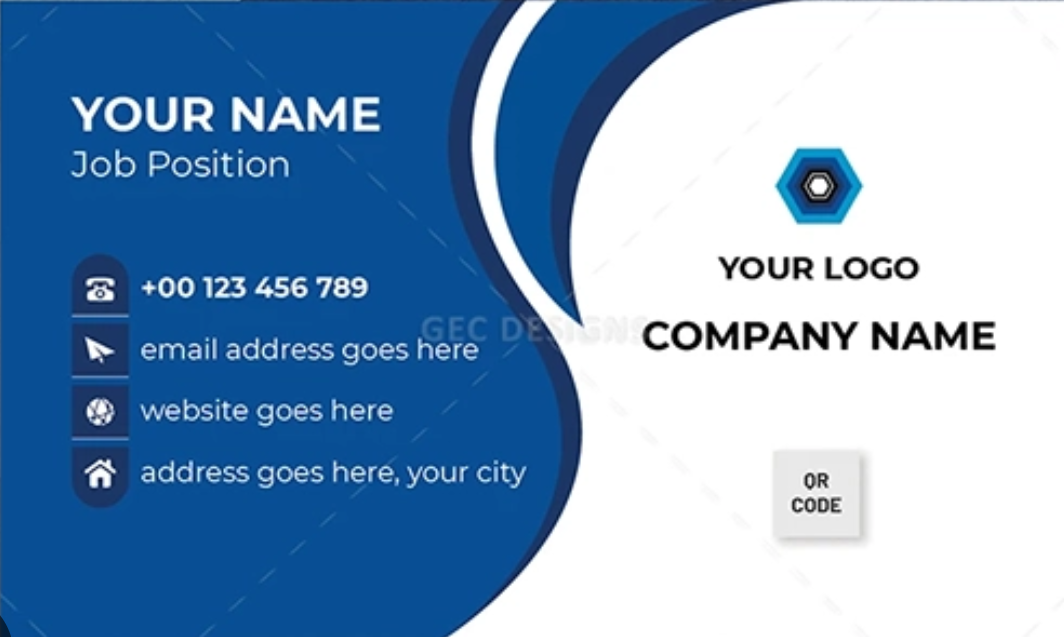 YOUR NAME
Job Position
+00 123 456 789
email address goes here
website goes here
address goes here, your city
GEC DESIGNS
YOUR LOGO
COMPANY NAME
QR
CODE